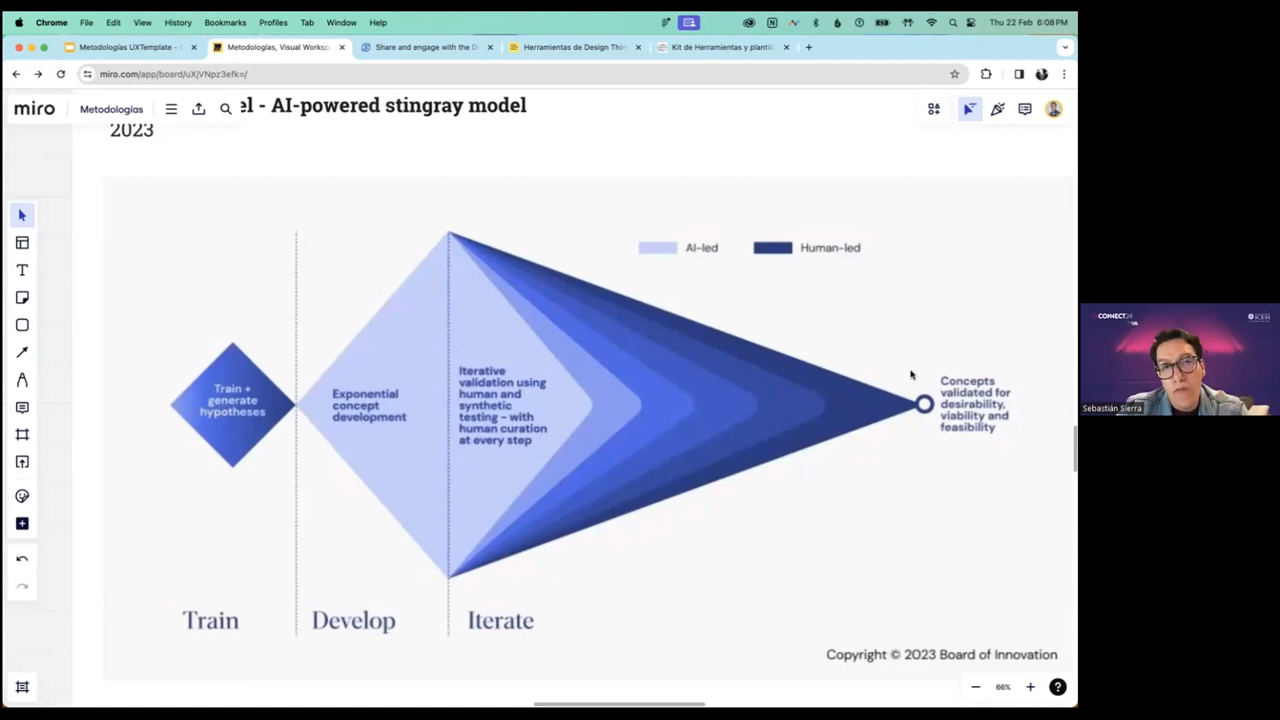 Chrome File Edit View History Bookmarks Profiles Tab Window Help Thu 22 Feb 6:08 PM
Metodologías UXTemplate - Metodologías, Visual Worksp Share and engage with the D Herramientas de Design Thin Kit de Herramientas y plantil
miro.com/app/board/uXjVNpz3efk=/
miro Metodologías
el - AI-powered stingray model
2023
AI-led Human-led
Train +
generate
hypotheses
Exponential
concept
development
Iterative
validation using
human and
synthetic
testing - with
human curation
at every step
Concepts
validated for
desirability,
viability and
feasibility
Train Develop Iterate
Copyright © 2023 Board of Innovation
66%
CONNECT24
Sebastián Sierra